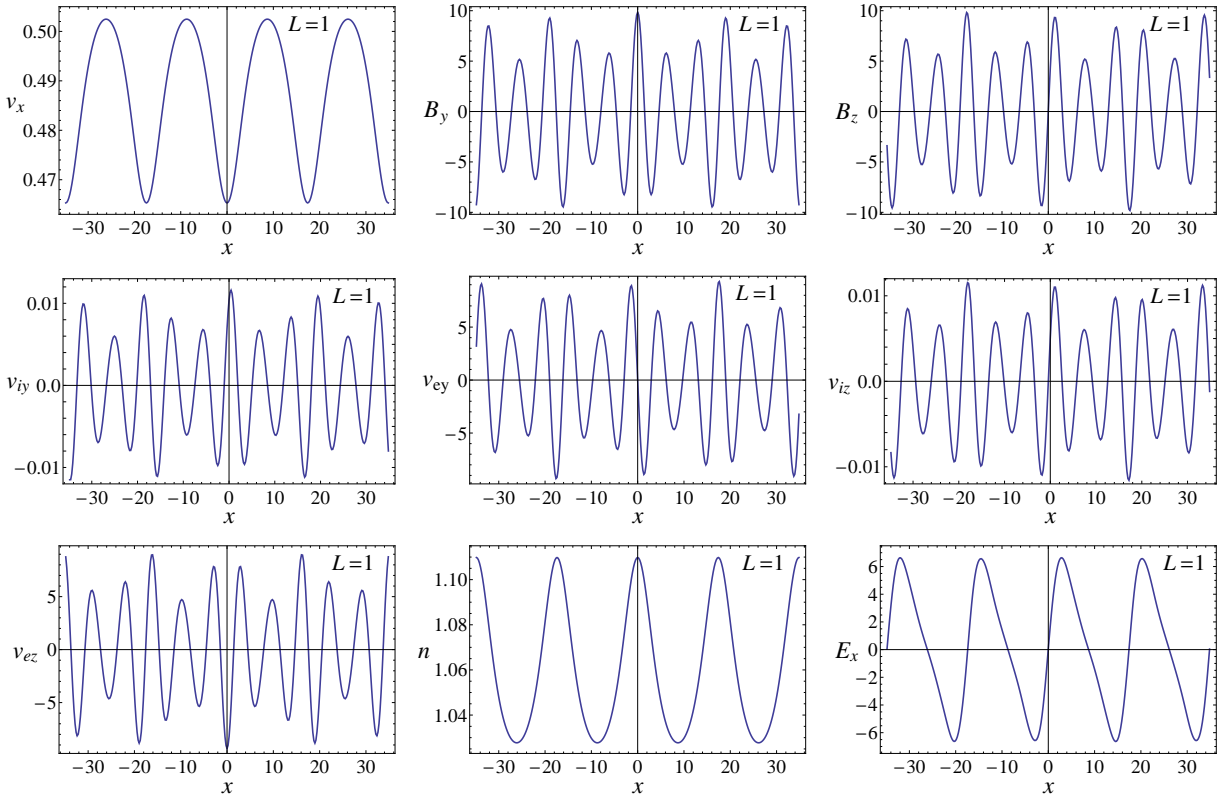 L=1
0.50
0.49
v_x 0.48
0.47
−30 −20 −10 0 10 20 30
x
L=1
10
5
B_y 0
−5
−10
−30 −20 −10 0 10 20 30
x
L=1
10
5
B_z 0
−5
−10
−30 −20 −10 0 10 20 30
x
L=1
0.01
v_iy 0.0
−0.01
−30 −20 −10 0 10 20 30
x
L=1
5
v_ey 0
−5
−30 −20 −10 0 10 20 30
x
L=1
0.01
v_iz 0.0
−0.01
−30 −20 −10 0 10 20 30
x
L=1
5
v_ez 0
−5
−30 −20 −10 0 10 20 30
x
L=1
1.10
1.08
n 1.06
1.04
−30 −20 −10 0 10 20 30
x
L=1
6
4
2
E_x 0
−2
−4
−6
−30 −20 −10 0 10 20 30
x